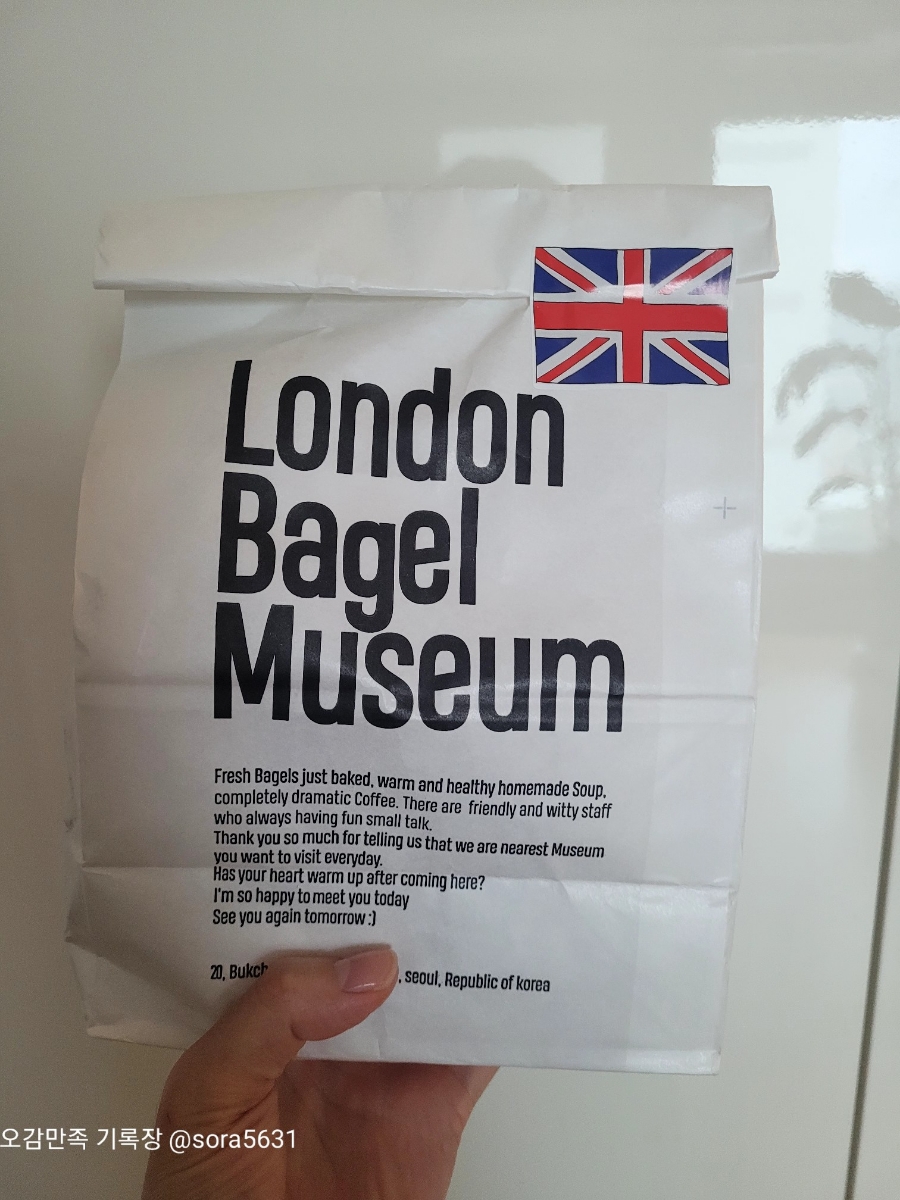 London
Bagel
Museum
Fresh Bagels just baked, warm and healthy homemade Soup,
completely dramatic Coffee. There are friendly and witty staff
who always having fun small talk.
Thank you so much for telling us that we are nearest Museum
you want to visit everyday.
Has your heart warm up after coming here?
I'm so happy to meet you today
See you again tomorrow :)
20, , seoul, Republic of korea
오감만족 기록장 @sora5631